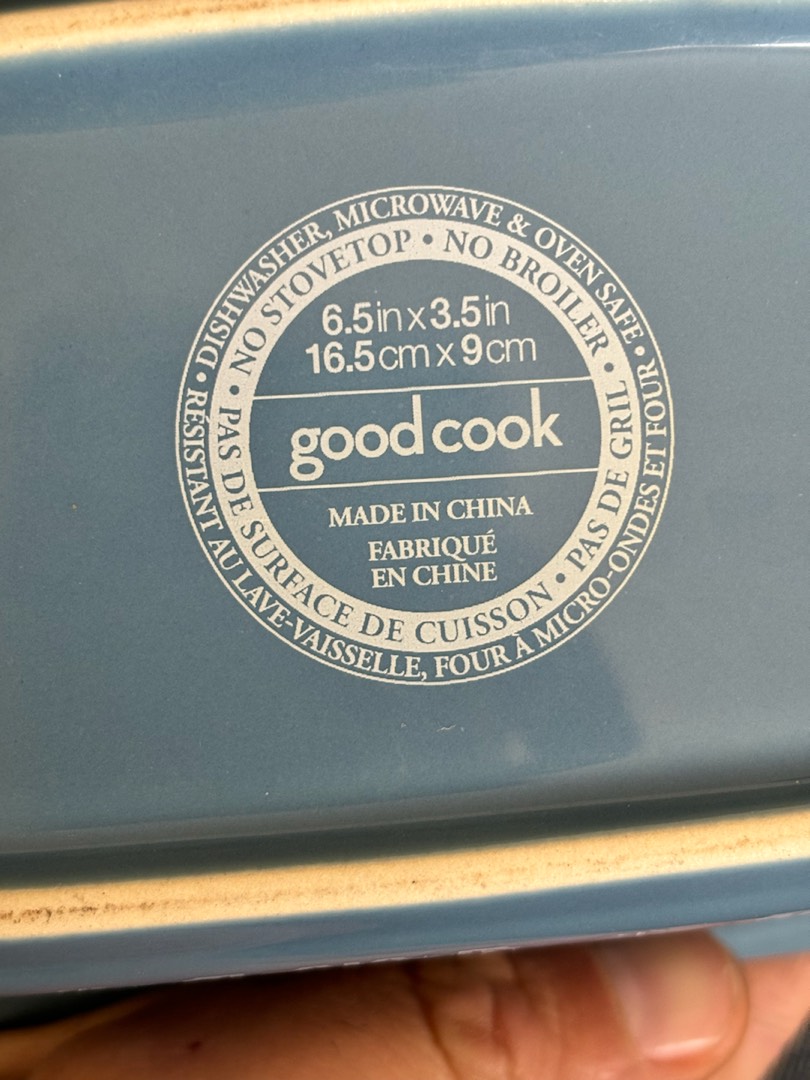 • DISHWASHER, MICROWAVE & OVEN SAFE •
RÉSISTANT AU LAVE-VAISSELLE, FOUR À MICRO-ONDES ET FOUR
• NO STOVETOP • NO BROILER •
PAS DE SURFACE DE CUISSON • PAS DE GRIL
6.5in x 3.5in
16.5cm x 9cm
good cook
MADE IN CHINA
FABRIQUÉ
EN CHINE